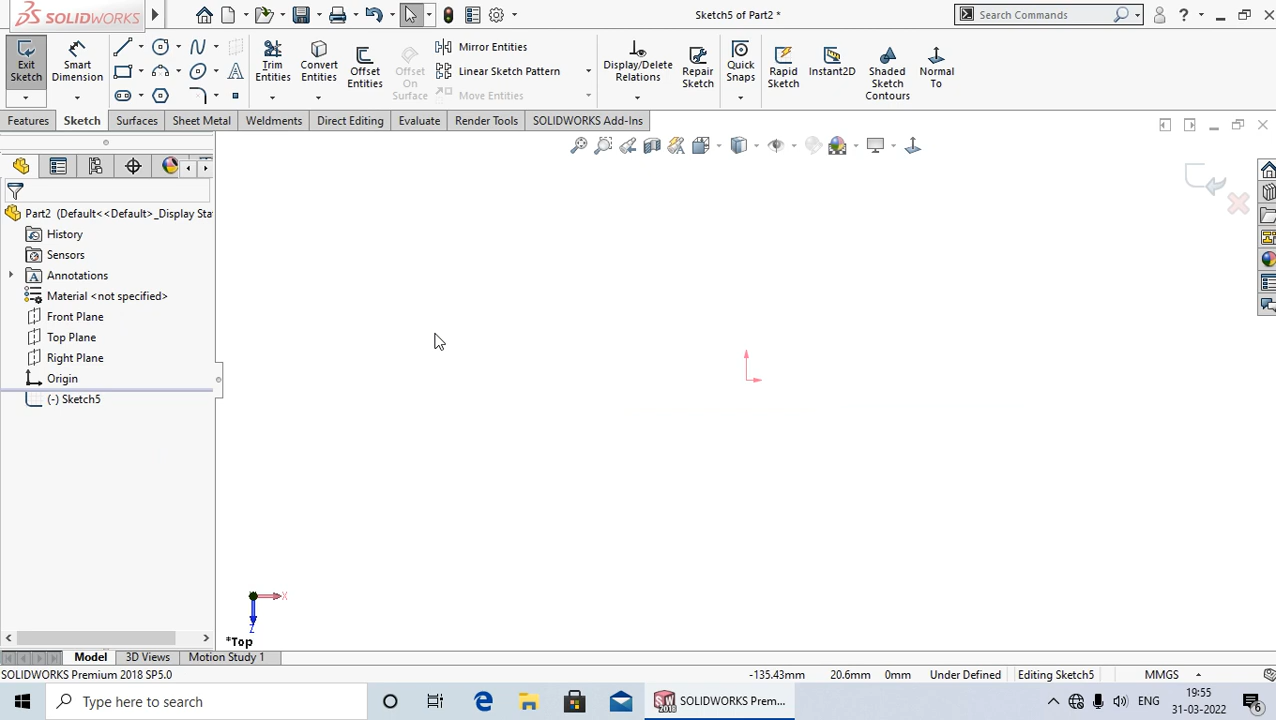 SOLIDWORKS
Sketch5 of Part2 *
Search Commands
?
Exit Sketch
Smart Dimension
Trim Entities
Convert Entities
Offset Entities
Offset On Surface
Mirror Entities
Linear Sketch Pattern
Move Entities
Display/Delete Relations
Repair Sketch
Quick Snaps
Rapid Sketch
Instant2D
Shaded Sketch Contours
Normal To
Features
Sketch
Surfaces
Sheet Metal
Weldments
Direct Editing
Evaluate
Render Tools
SOLIDWORKS Add-Ins
Part2 (Default<<Default>_Display Sta
History
Sensors
Annotations
Material <not specified>
Front Plane
Top Plane
Right Plane
Origin
(-) Sketch5
X
Z
*Top
Model
3D Views
Motion Study 1
SOLIDWORKS Premium 2018 SP5.0
-135.43mm
20.6mm
0mm
Under Defined
Editing Sketch5
MMGS
Type here to search
SOLIDWORKS Prem...
ENG
19:55
31-03-2022
6